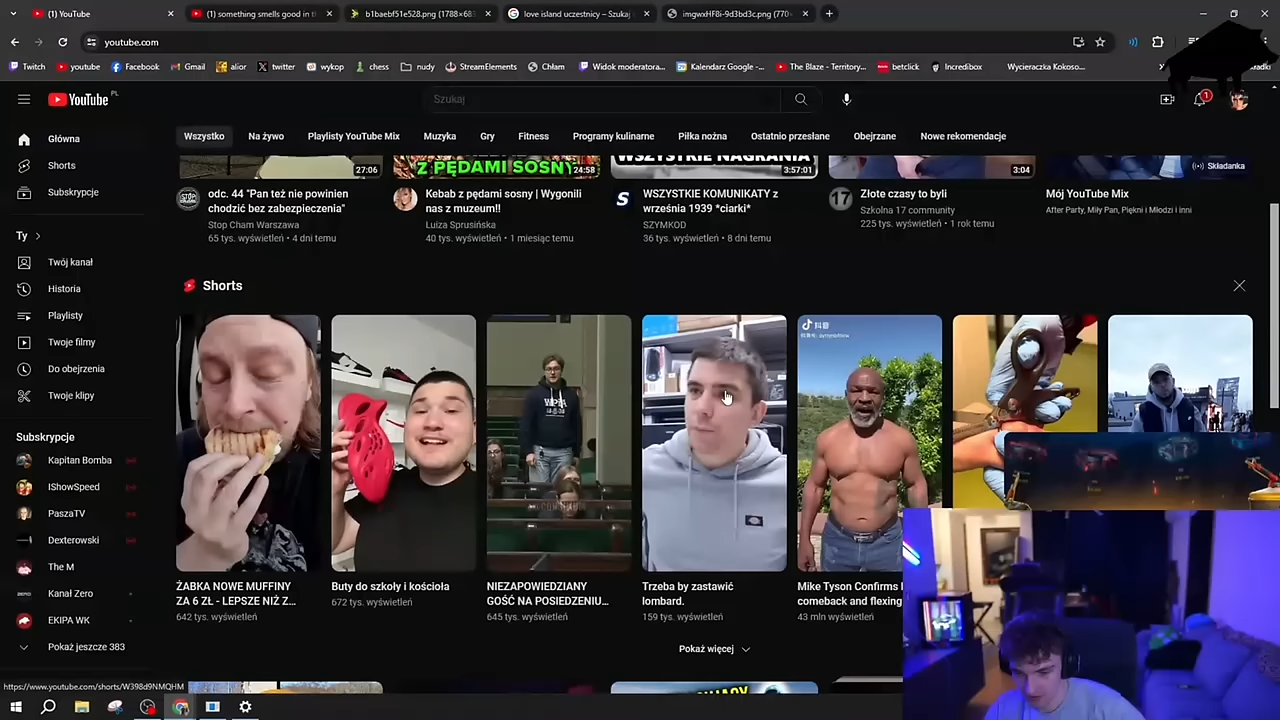 (1) YouTube
(1) something smells good in t
b1baebf51e528.png (1788×68
love island uczestnicy – Szukaj
imgwxHF8i-9d3bd3c.png (770×
youtube.com
Twitch
youtube
Facebook
Gmail
alior
twitter
wykop
chess
nudy
StreamElements
Chłam
Widok moderatora...
Kalendarz Google -...
The Blaze - Territory...
betclick
Incredibox
Wycieraczka Kokoso...
YouTube PL
Szukaj
1
Wszystko
Na żywo
Playlisty YouTube Mix
Muzyka
Gry
Fitness
Programy kulinarne
Piłka nożna
Ostatnio przesłane
Obejrzane
Nowe rekomendacje
Główna
Shorts
Subskrypcje
Ty
Twój kanał
Historia
Playlisty
Twoje filmy
Do obejrzenia
Twoje klipy
Subskrypcje
Kapitan Bomba
IShowSpeed
PaszaTV
Dexterowski
The M
Kanał Zero
EKIPA WK
Pokaż jeszcze 383
27:06
odc. 44 "Pan też nie powinien
chodzić bez zabezpieczenia"
Stop Cham Warszawa
65 tys. wyświetleń • 4 dni temu
Z PĘDAMI SOSNY
24:58
Kebab z pędami sosny | Wygonili
nas z muzeum!!
Luiza Sprusińska
40 tys. wyświetleń • 1 miesiąc temu
WSZYSTKIE NAGRANIA
3:57:01
WSZYSTKIE KOMUNIKATY z
września 1939 *ciarki*
SZYMKOD
36 tys. wyświetleń • 8 dni temu
3:04
17
Złote czasy to byli
Szkolna 17 community
225 tys. wyświetleń • 1 rok temu
Składanka
Mój YouTube Mix
After Party, Miły Pan, Piękni i Młodzi i inni
Shorts
抖音
ŻABKA NOWE MUFFINY
ZA 6 ZŁ - LEPSZE NIŻ Z...
642 tys. wyświetleń
Buty do szkoły i kościoła
672 tys. wyświetleń
NIEZAPOWIEDZIANY
GOŚĆ NA POSIEDZENIU...
645 tys. wyświetleń
Trzeba by zastawić
lombard.
159 tys. wyświetleń
Mike Tyson Confirms
comeback and flexing
43 mln wyświetleń
Pokaż więcej
https://www.youtube.com/shorts/W398d9NMQHM